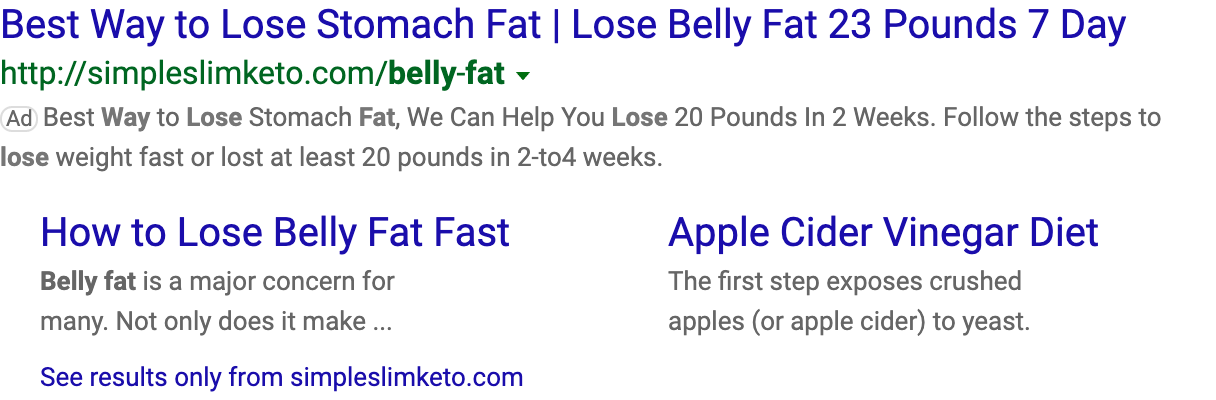 Best Way to Lose Stomach Fat | Lose Belly Fat 23 Pounds 7 Day
http://simpleslimketo.com/belly-fat
Ad Best Way to Lose Stomach Fat, We Can Help You Lose 20 Pounds In 2 Weeks. Follow the steps to
lose weight fast or lost at least 20 pounds in 2-to4 weeks.
How to Lose Belly Fat Fast
Belly fat is a major concern for
many. Not only does it make ...
Apple Cider Vinegar Diet
The first step exposes crushed
apples (or apple cider) to yeast.
See results only from simpleslimketo.com